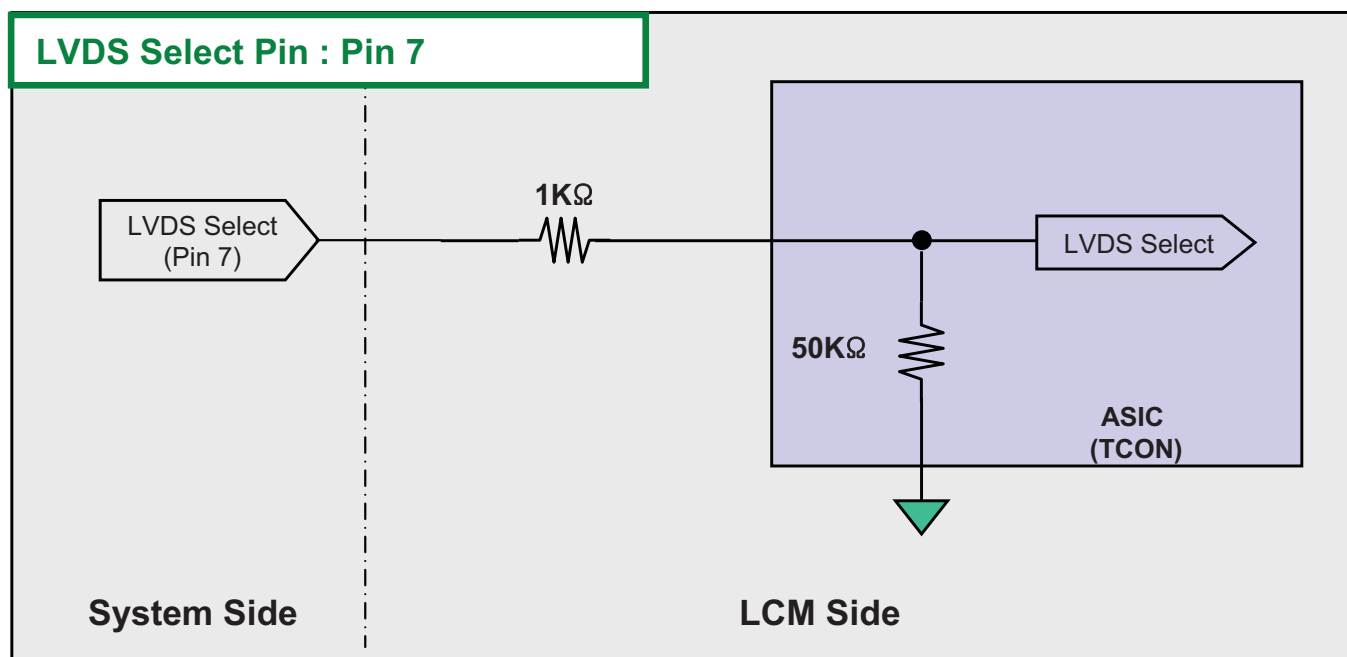 LVDS Select Pin : Pin 7
1KΩ
LVDS Select
(Pin 7)
LVDS Select
50KΩ
ASIC
(TCON)
System Side
LCM Side